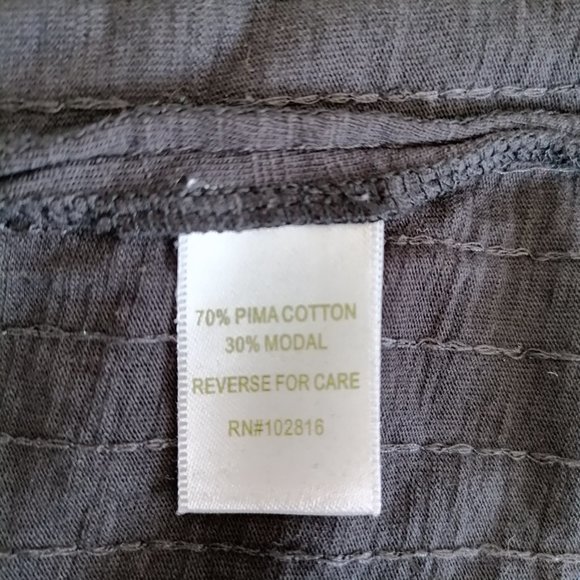 70% PIMA COTTON
30% MODAL
REVERSE FOR CARE
RN#102816